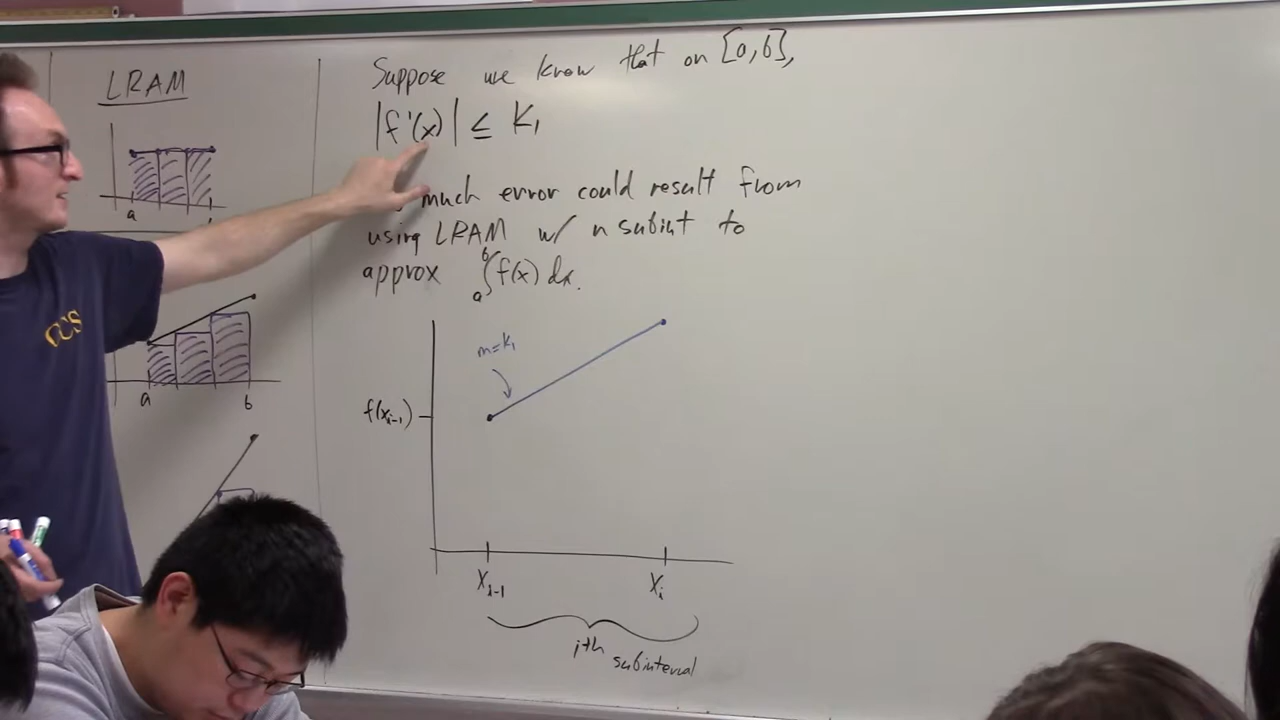 LRAM
a
a
b
Suppose we know that on [a,b],
|f'(x)| ≤ K₁
much error could result from
using LRAM w/ n subint to
approx ∫ₐᵇ f(x) dx.
m=K₁
f(xᵢ₋₁)
xᵢ₋₁
xᵢ
ith subinterval